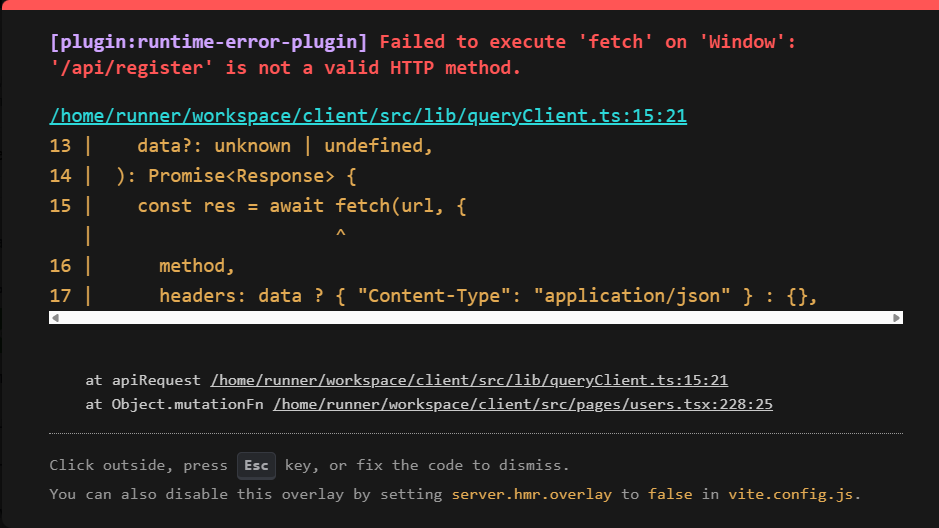 [plugin:runtime-error-plugin] Failed to execute 'fetch' on 'Window':
'/api/register' is not a valid HTTP method.
/home/runner/workspace/client/src/lib/queryClient.ts:15:21
13 |    data?: unknown | undefined,
14 |  ): Promise<Response> {
15 |    const res = await fetch(url, {
   |                      ^
16 |      method,
17 |      headers: data ? { "Content-Type": "application/json" } : {},
at apiRequest /home/runner/workspace/client/src/lib/queryClient.ts:15:21
at Object.mutationFn /home/runner/workspace/client/src/pages/users.tsx:228:25
Click outside, press Esc key, or fix the code to dismiss.
You can also disable this overlay by setting server.hmr.overlay to false in vite.config.js.